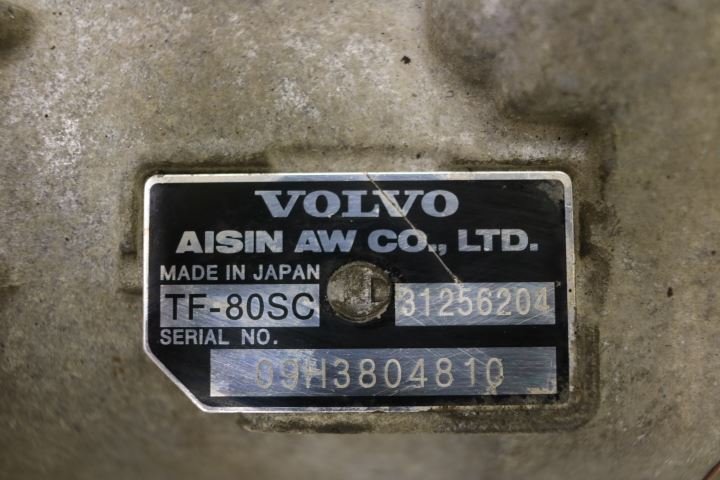 VOLVO
AISIN AW CO., LTD.
MADE IN JAPAN
TF-80SC 31256204
SERIAL NO.
09H3804810